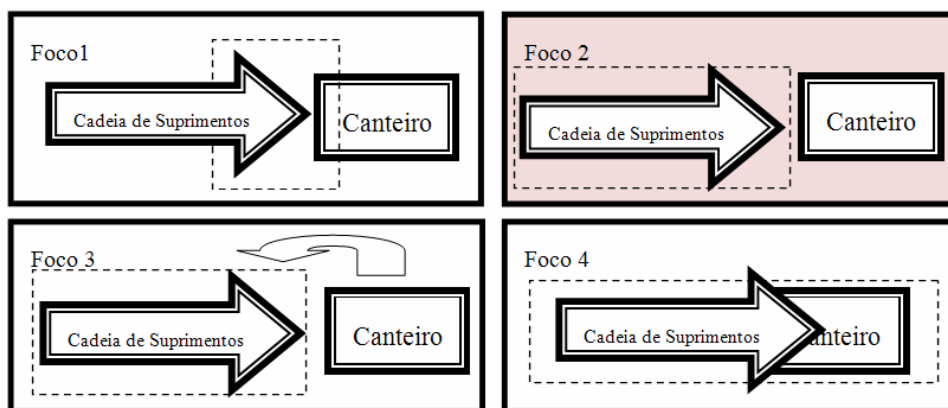 Foco1
Cadeia de Suprimentos
Canteiro
Foco 2
Cadeia de Suprimentos
Canteiro
Foco 3
Cadeia de Suprimentos
Canteiro
Foco 4
Cadeia de Suprimentos
anteiro